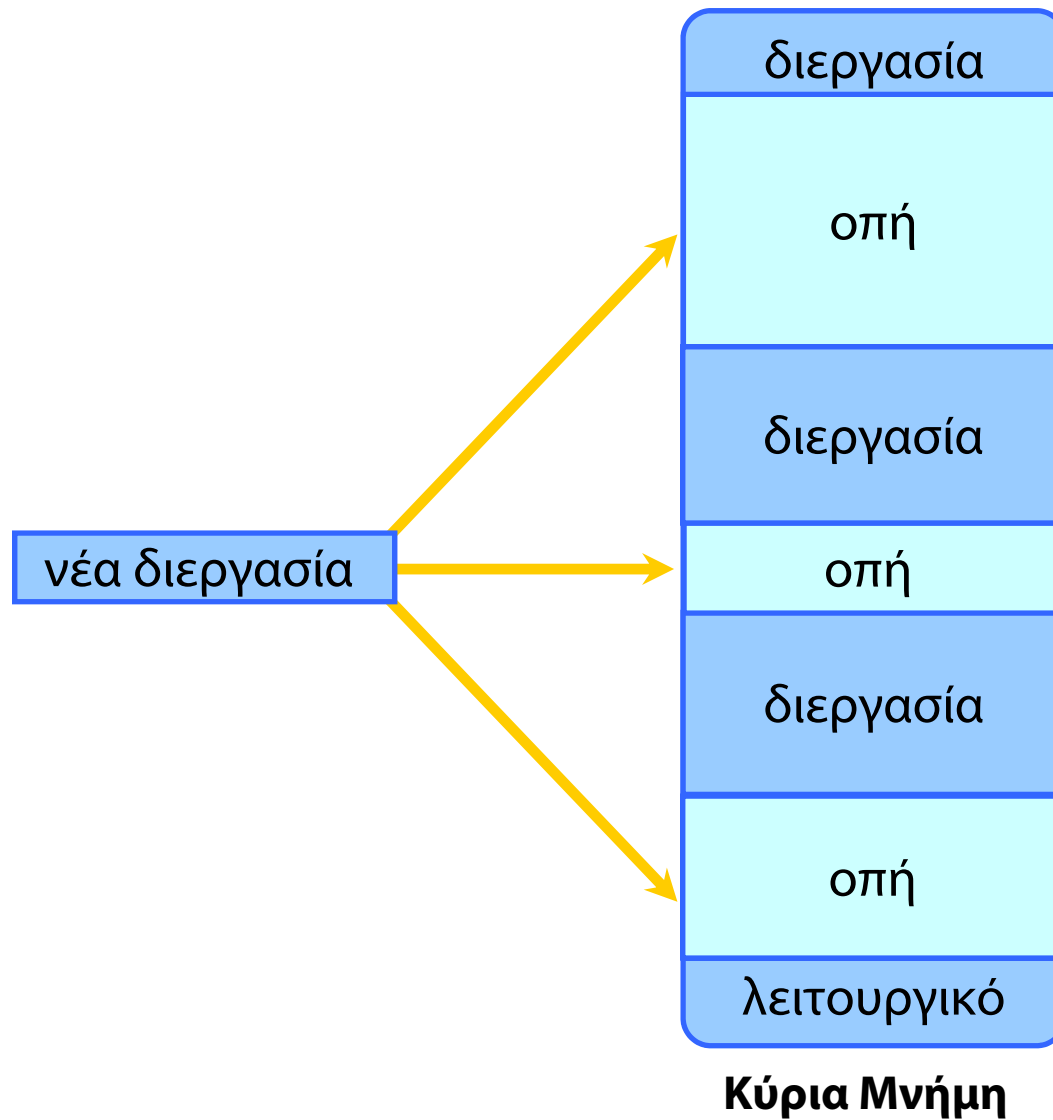 διεργασία
οπή
διεργασία
νέα διεργασία
οπή
διεργασία
οπή
λειτουργικό
Κύρια Μνήμη